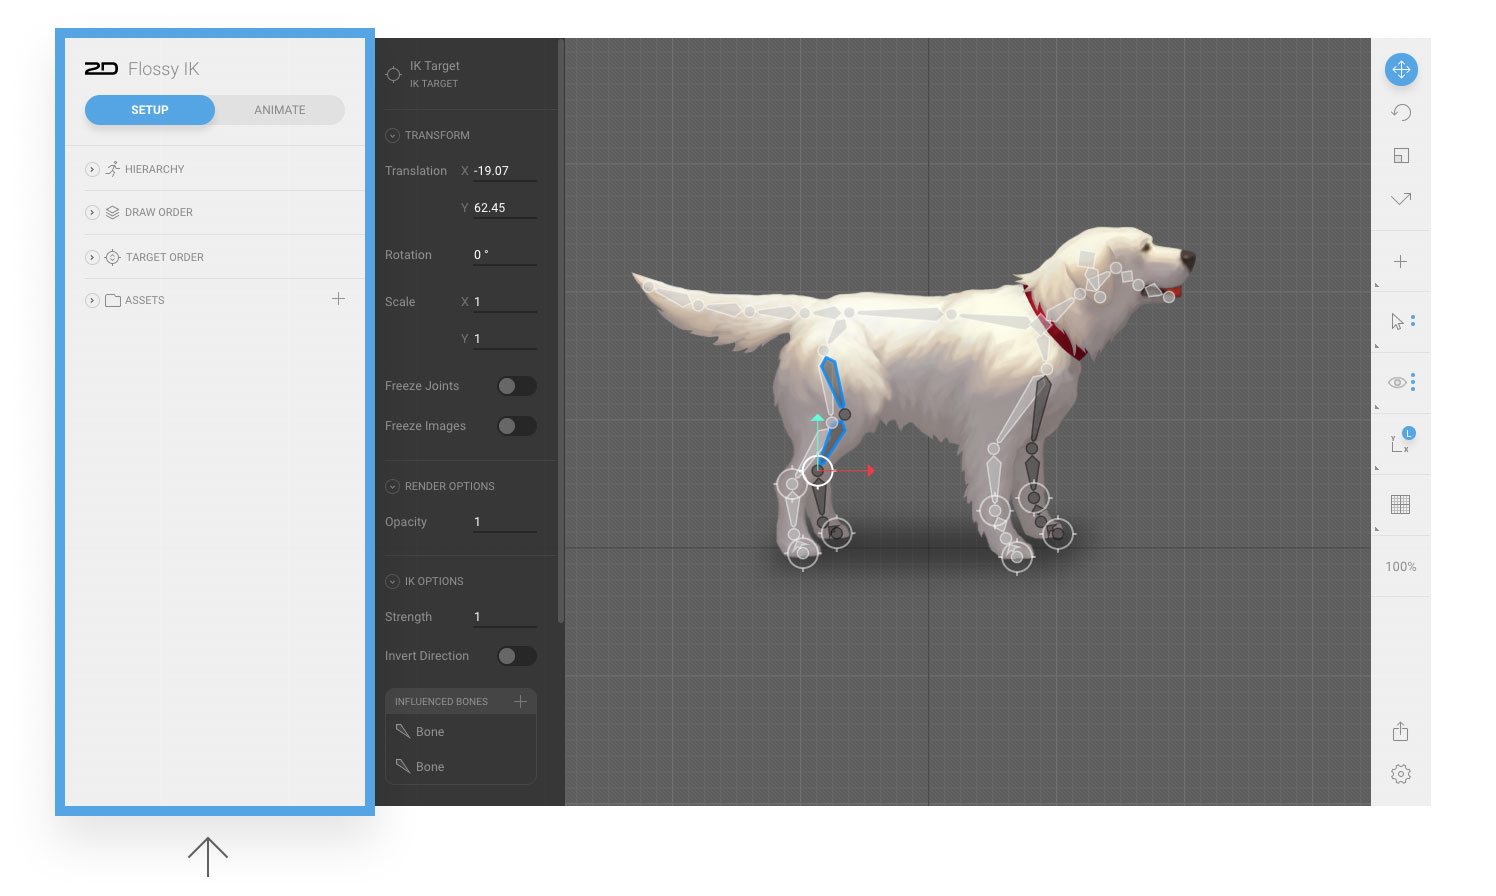 2D Flossy IK
SETUP ANIMATE
HIERARCHY
DRAW ORDER
TARGET ORDER
ASSETS
IK Target
IK TARGET
TRANSFORM
Translation X -19.07
Y 62.45
Rotation 0 °
Scale X 1
Y 1
Freeze Joints
Freeze Images
RENDER OPTIONS
Opacity 1
IK OPTIONS
Strength 1
Invert Direction
INFLUENCED BONES
Bone
Bone
L
Y
X
100%